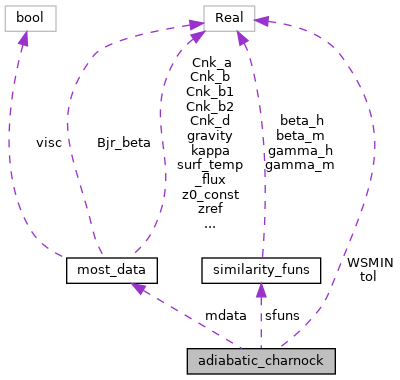 bool
Real
Cnk_a
Cnk_b
Cnk_b1
Cnk_b2
Cnk_d
gravity
kappa
surf_temp
_flux
z0_const
zref
...
visc
Bjr_beta
beta_h
beta_m
gamma_h
gamma_m
WSMIN
tol
most_data
similarity_funs
mdata
sfuns
adiabatic_charnock